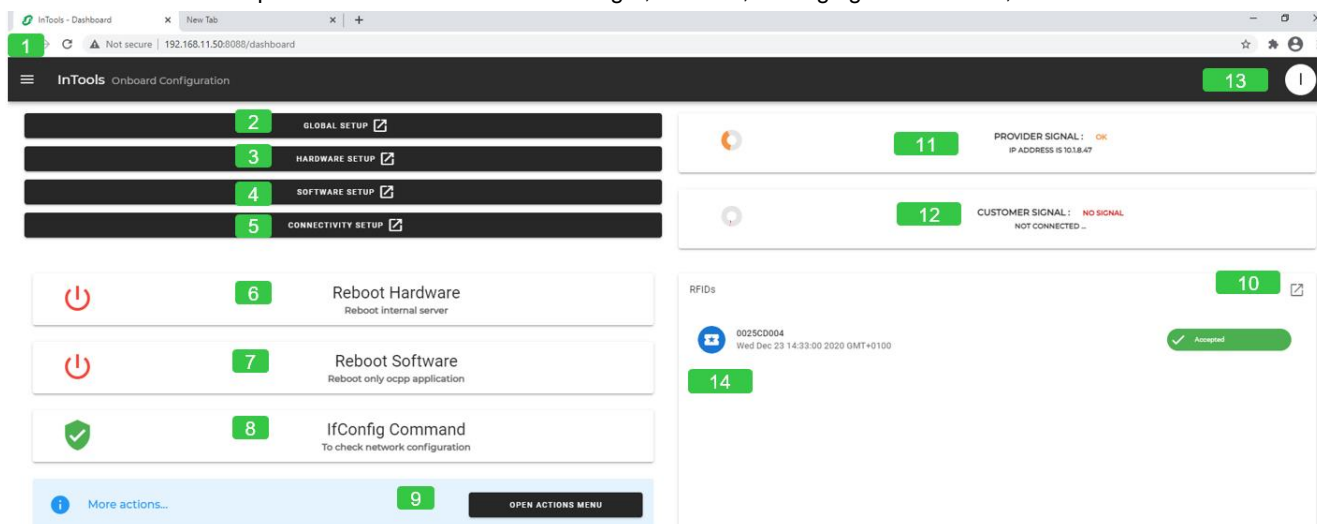 InTools - Dashboard
New Tab
Not secure | 192.168.11.50:8088/dashboard
1
InTools Onboard Configuration
13
I
2
GLOBAL SETUP
3
HARDWARE SETUP
4
SOFTWARE SETUP
5
CONNECTIVITY SETUP
11
PROVIDER SIGNAL : OK
IP ADDRESS IS 10.1.8.47
12
CUSTOMER SIGNAL : NO SIGNAL
NOT CONNECTED ...
6
Reboot Hardware
Reboot internal server
7
Reboot Software
Reboot only ocpp application
8
IfConfig Command
To check network configuration
9
More actions...
OPEN ACTIONS MENU
RFIDs
10
0025CD004
Wed Dec 23 14:33:00 2020 GMT+0100
Accepted
14